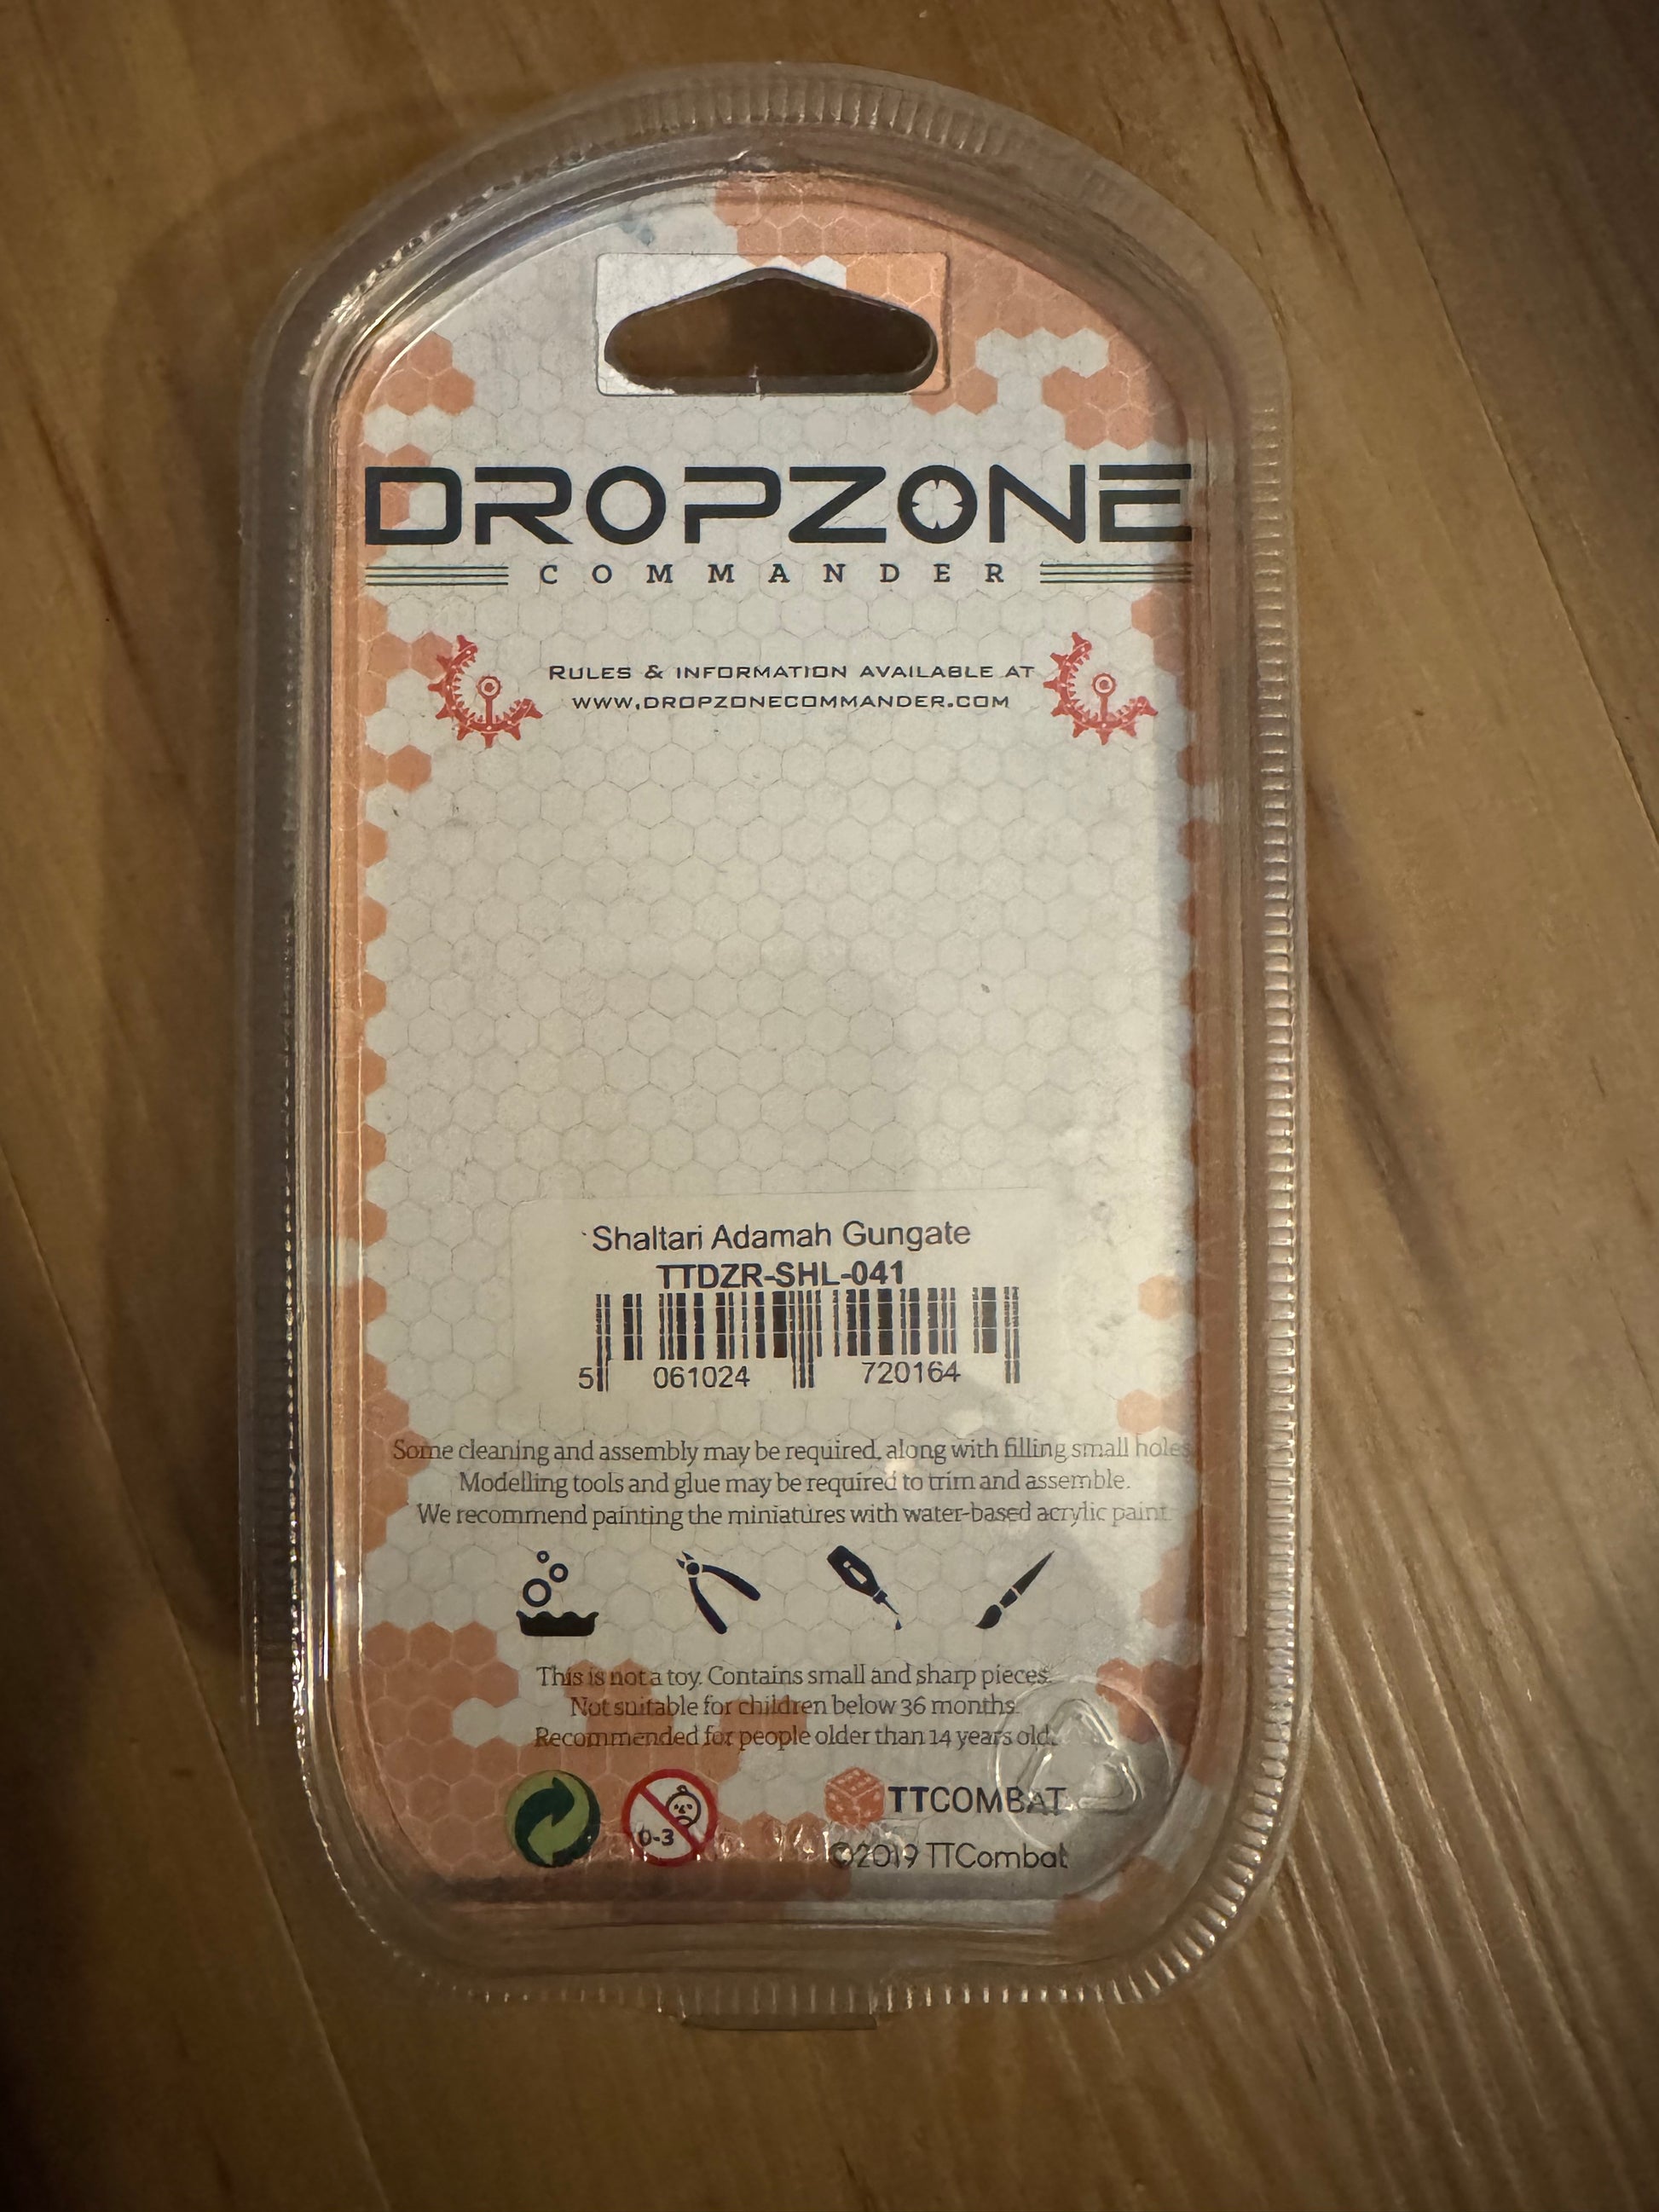 DROPZONE
COMMANDER
RULES & INFORMATION AVAILABLE AT
WWW.DROPZONECOMMANDER.COM
Shaltari Adamah Gungate
TTDZR-SHL-041
5 061024 720164
Some cleaning and assembly may be required, along with filling small holes
Modelling tools and glue may be required to trim and assemble.
We recommend painting the miniatures with water-based acrylic paint
This is not a toy. Contains small and sharp pieces.
Not suitable for children below 36 months.
Recommended for people older than 14 years old.
0-3
TTCOMBAT
©2019 TTCombat